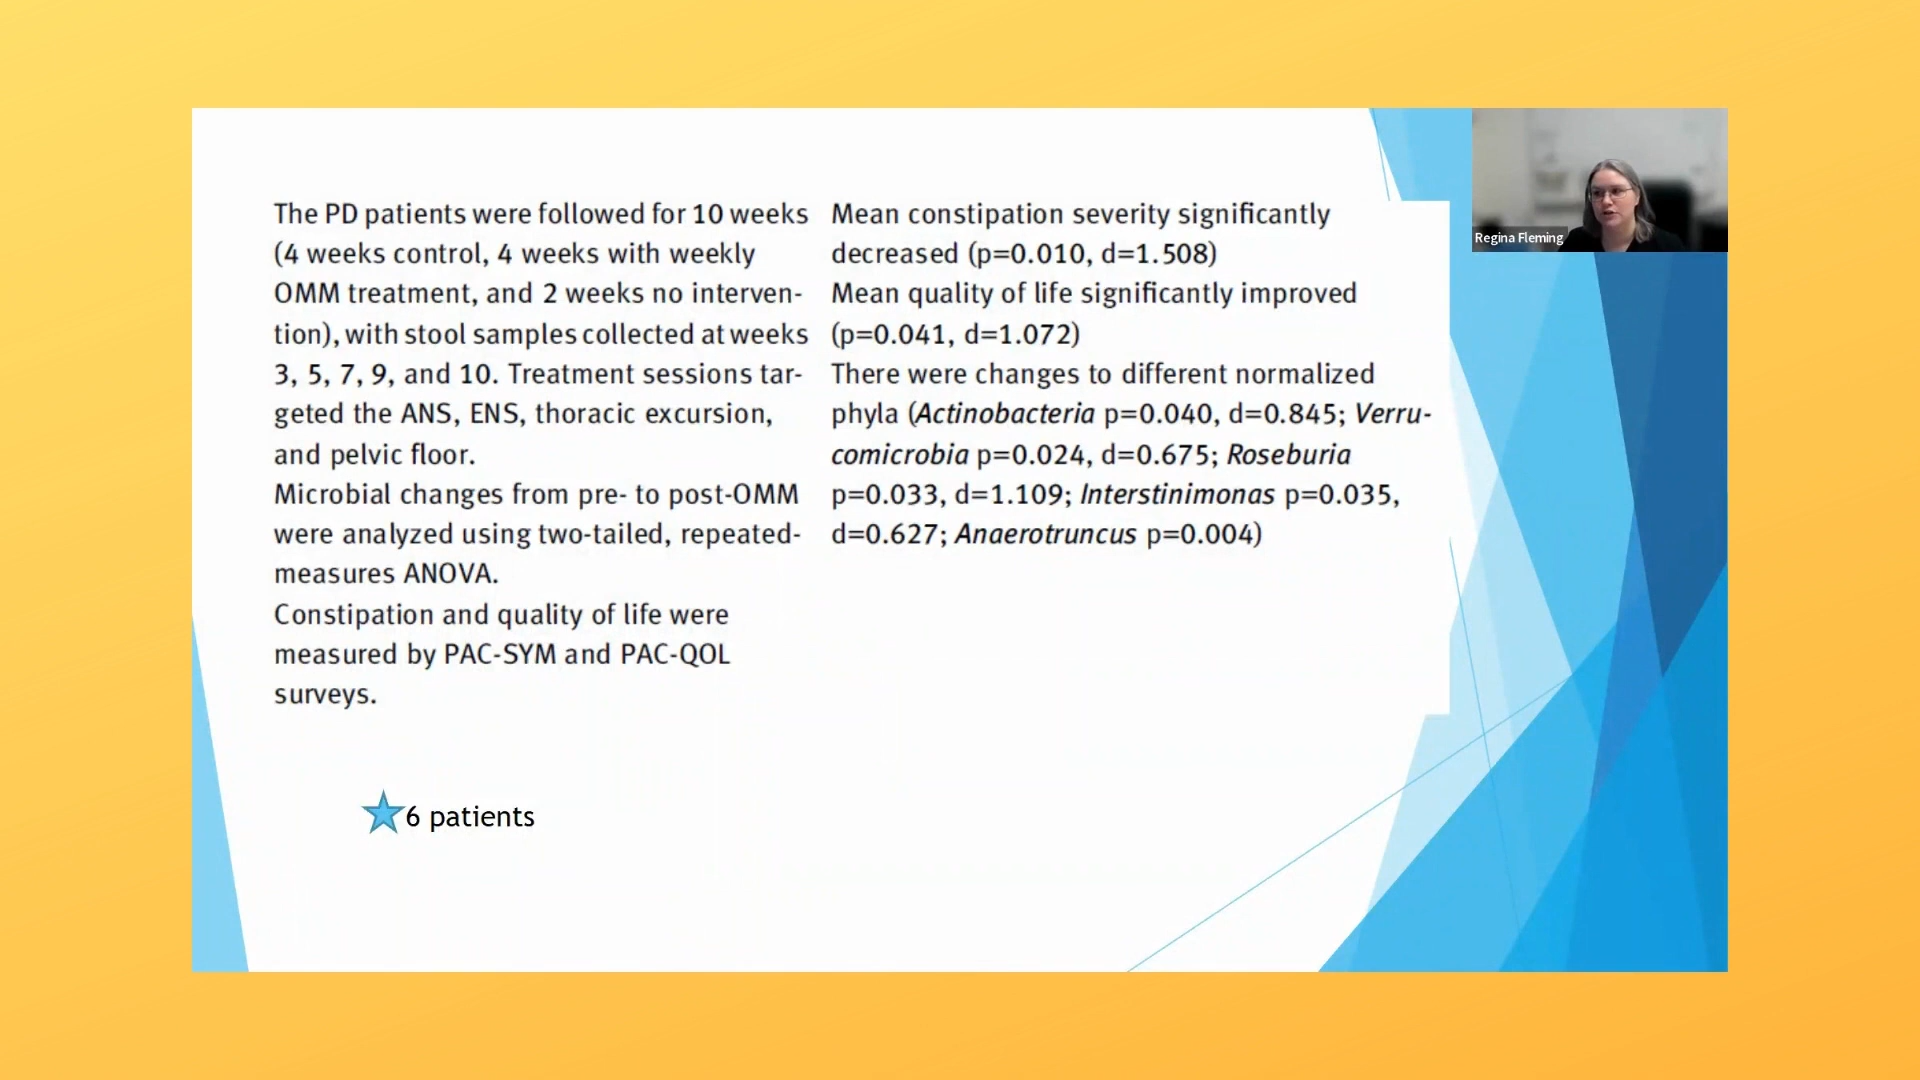 The PD patients were followed for 10 weeks
(4 weeks control, 4 weeks with weekly
OMM treatment, and 2 weeks no interven-
tion), with stool samples collected at weeks
3, 5, 7, 9, and 10. Treatment sessions tar-
geted the ANS, ENS, thoracic excursion,
and pelvic floor.
Microbial changes from pre- to post-OMM
were analyzed using two-tailed, repeated-
measures ANOVA.
Constipation and quality of life were
measured by PAC-SYM and PAC-QOL
surveys.
Mean constipation severity significantly
decreased (p=0.010, d=1.508)
Mean quality of life significantly improved
(p=0.041, d=1.072)
There were changes to different normalized
phyla (Actinobacteria p=0.040, d=0.845; Verru-
comicrobia p=0.024, d=0.675; Roseburia
p=0.033, d=1.109; Interstinimonas p=0.035,
d=0.627; Anaerotruncus p=0.004)
6 patients
Regina Fleming